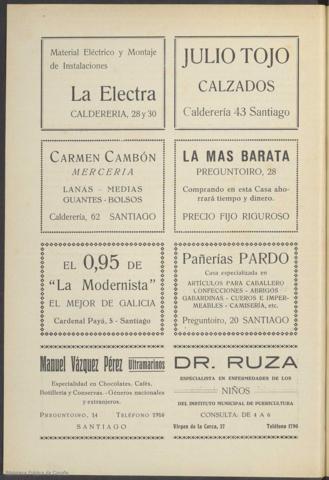 Material Eléctrico y Montaje
de Instalaciones
La Electra
CALDERERIA, 28 y 30
JULIO TOJO
CALZADOS
Calderería 43 Santiago
CARMEN CAMBÓN
MERCERIA
LANAS - MEDIAS
GUANTES - BOLSOS
Calderería, 62 SANTIAGO
LA MAS BARATA
PREGUNTOIRO, 28
Comprando en esta Casa aho-
rrará tiempo y dinero.
PRECIO FIJO RIGUROSO
EL 0,95 DE
"La Modernista"
EL MEJOR DE GALICIA
Cardenal Payá, 5 - Santiago
Pañerías PARDO
Casa especializada en
ARTÍCULOS PARA CABALLERO
CONFECCIONES - ABRIGOS
GABARDINAS - CUEROS E IMPER-
MEABLES - CAMISERÍA, etc.
Preguntoiro, 20 SANTIAGO
Manuel Vázquez Pérez Ultramarinos
Especialidad en Chocolates, Cafés,
Botillería y Conservas. - Géneros nacionales
y extranjeros.
PREGUNTOIRO, 14 TELÉFONO 1916
SANTIAGO
DR. RUZA
ESPECIALISTA EN ENFERMEDADES DE LOS
NIÑOS
DEL INSTITUTO MUNICIPAL DE PUERICULTURA
CONSULTA: DE 4 A 6
Virgen de la Cerca, 27 Teléfono 1796
Biblioteca Pública da Coruña